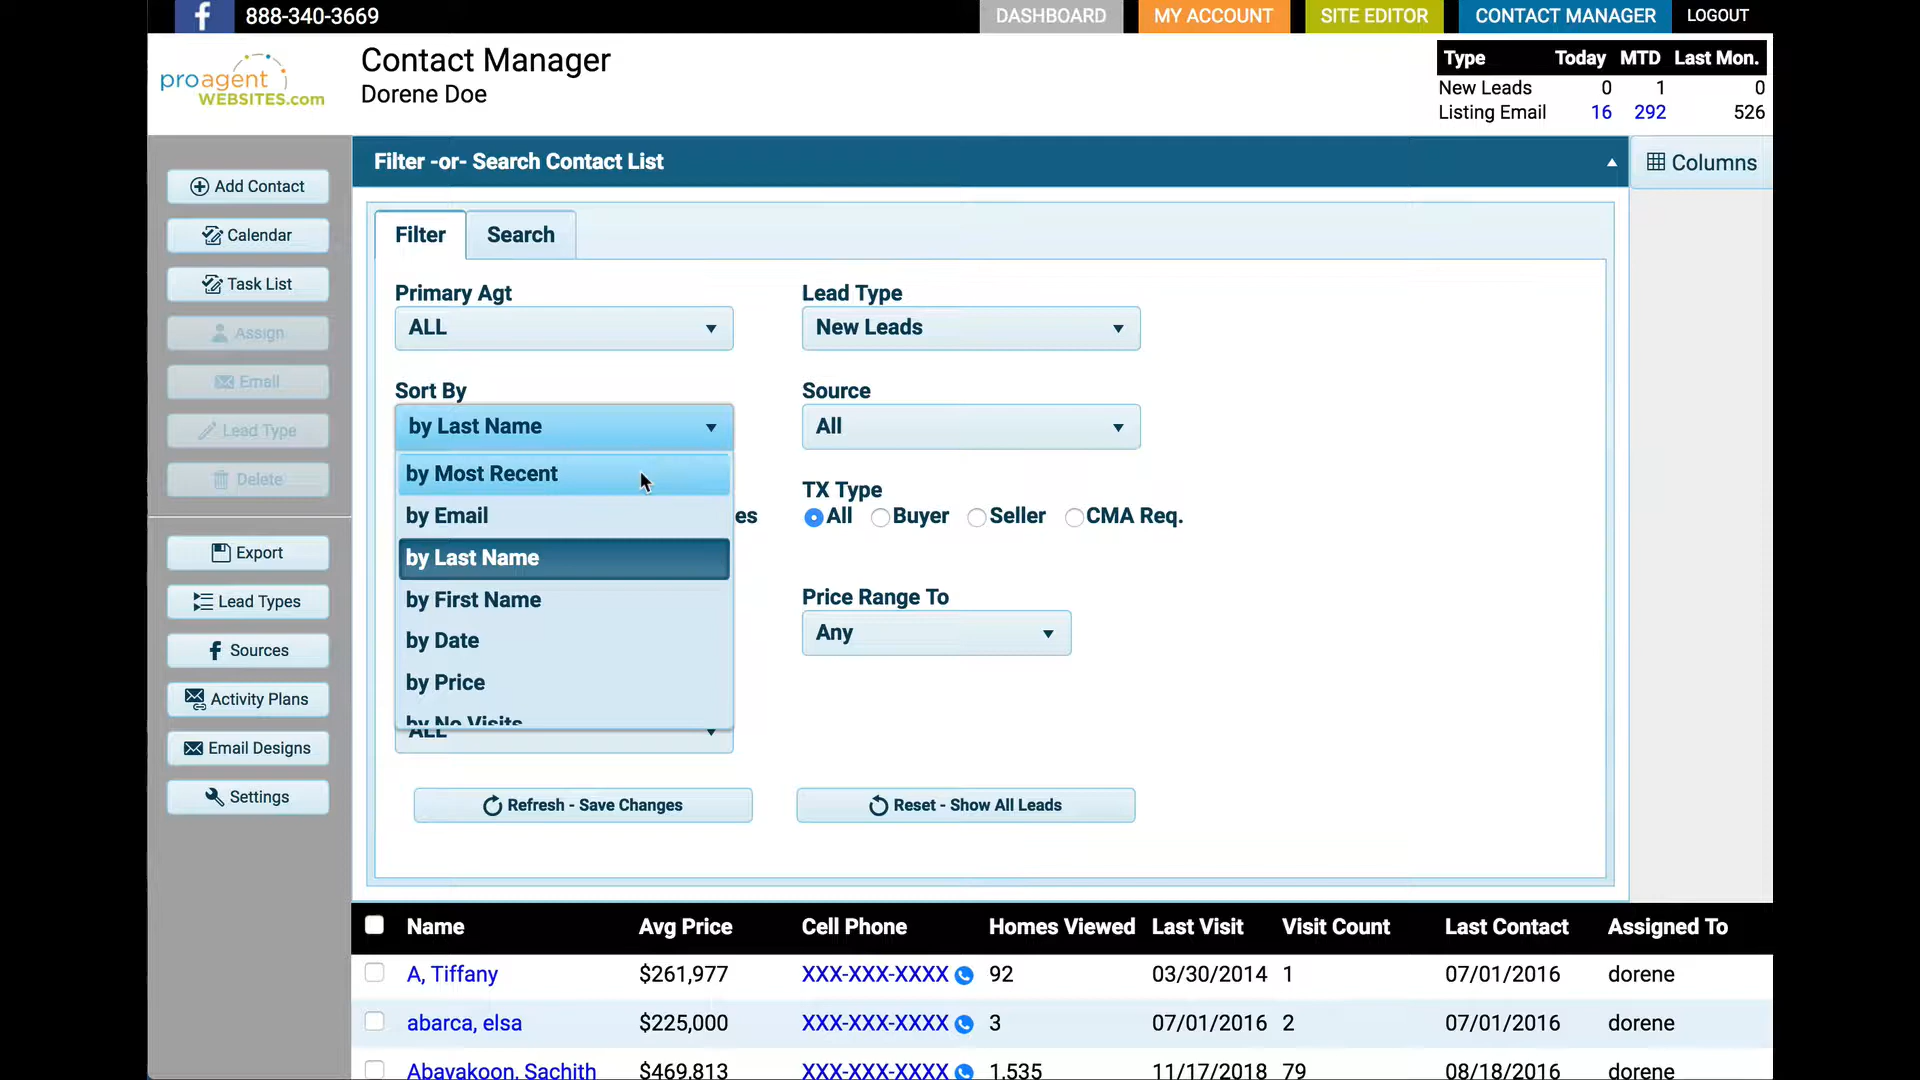 888-340-3669
DASHBOARD MY ACCOUNT SITE EDITOR CONTACT MANAGER LOGOUT
proagent
WEBSITES.com
Contact Manager
Dorene Doe
Type Today MTD Last Mon.
New Leads 0 1 0
Listing Email 16 292 526
Filter -or- Search Contact List
Columns
Add Contact
Calendar
Task List
Assign
Email
Lead Type
Delete
Export
Lead Types
Sources
Activity Plans
Email Designs
Settings
Filter Search
Primary Agt
ALL
Lead Type
New Leads
Sort By
by Last Name
Source
All
by Most Recent
by Email
by Last Name
by First Name
by Date
by Price
by No Visits
es
TX Type
All Buyer Seller CMA Req.
Price Range To
Any
ALL
Refresh - Save Changes
Reset - Show All Leads
Name Avg Price Cell Phone Homes Viewed Last Visit Visit Count Last Contact Assigned To
A, Tiffany $261,977 XXX-XXX-XXXX 92 03/30/2014 1 07/01/2016 dorene
abarca, elsa $225,000 XXX-XXX-XXXX 3 07/01/2016 2 07/01/2016 dorene
Abayakoon, Sachith $469,813 XXX-XXX-XXXX 1,535 11/17/2018 79 08/18/2016 dorene